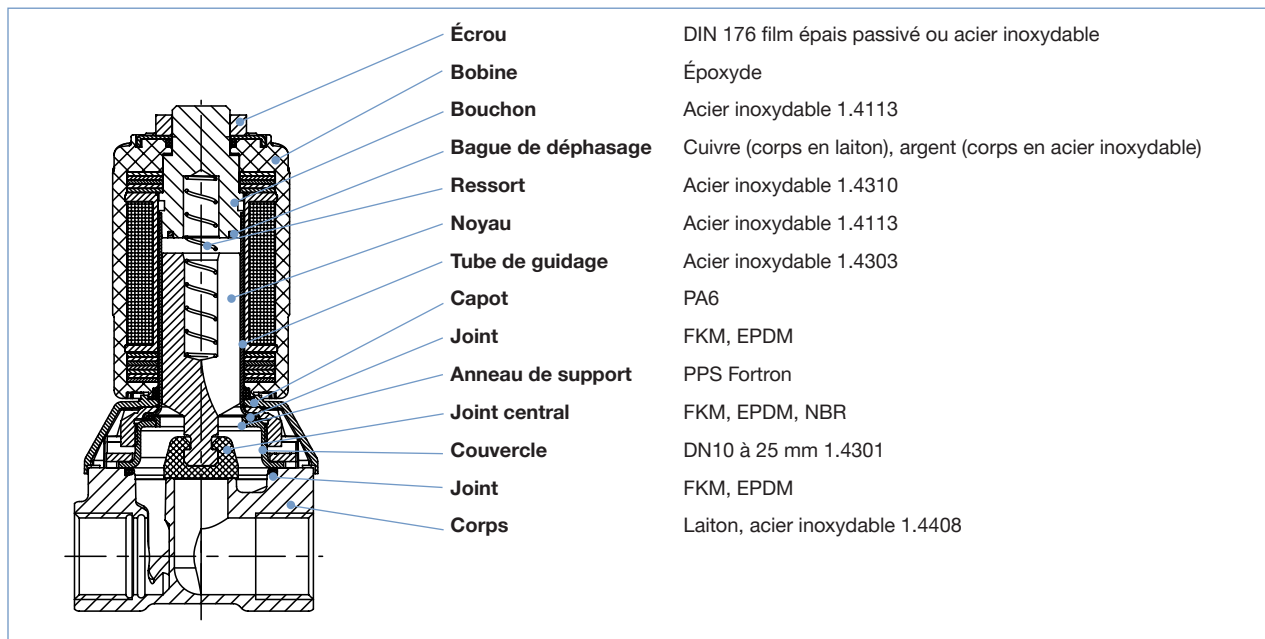 Écrou DIN 176 film épais passivé ou acier inoxydable
Bobine Époxyde
Bouchon Acier inoxydable 1.4113
Bague de déphasage Cuivre (corps en laiton), argent (corps en acier inoxydable)
Ressort Acier inoxydable 1.4310
Noyau Acier inoxydable 1.4113
Tube de guidage Acier inoxydable 1.4303
Capot PA6
Joint FKM, EPDM
Anneau de support PPS Fortron
Joint central FKM, EPDM, NBR
Couvercle DN10 à 25 mm 1.4301
Joint FKM, EPDM
Corps Laiton, acier inoxydable 1.4408